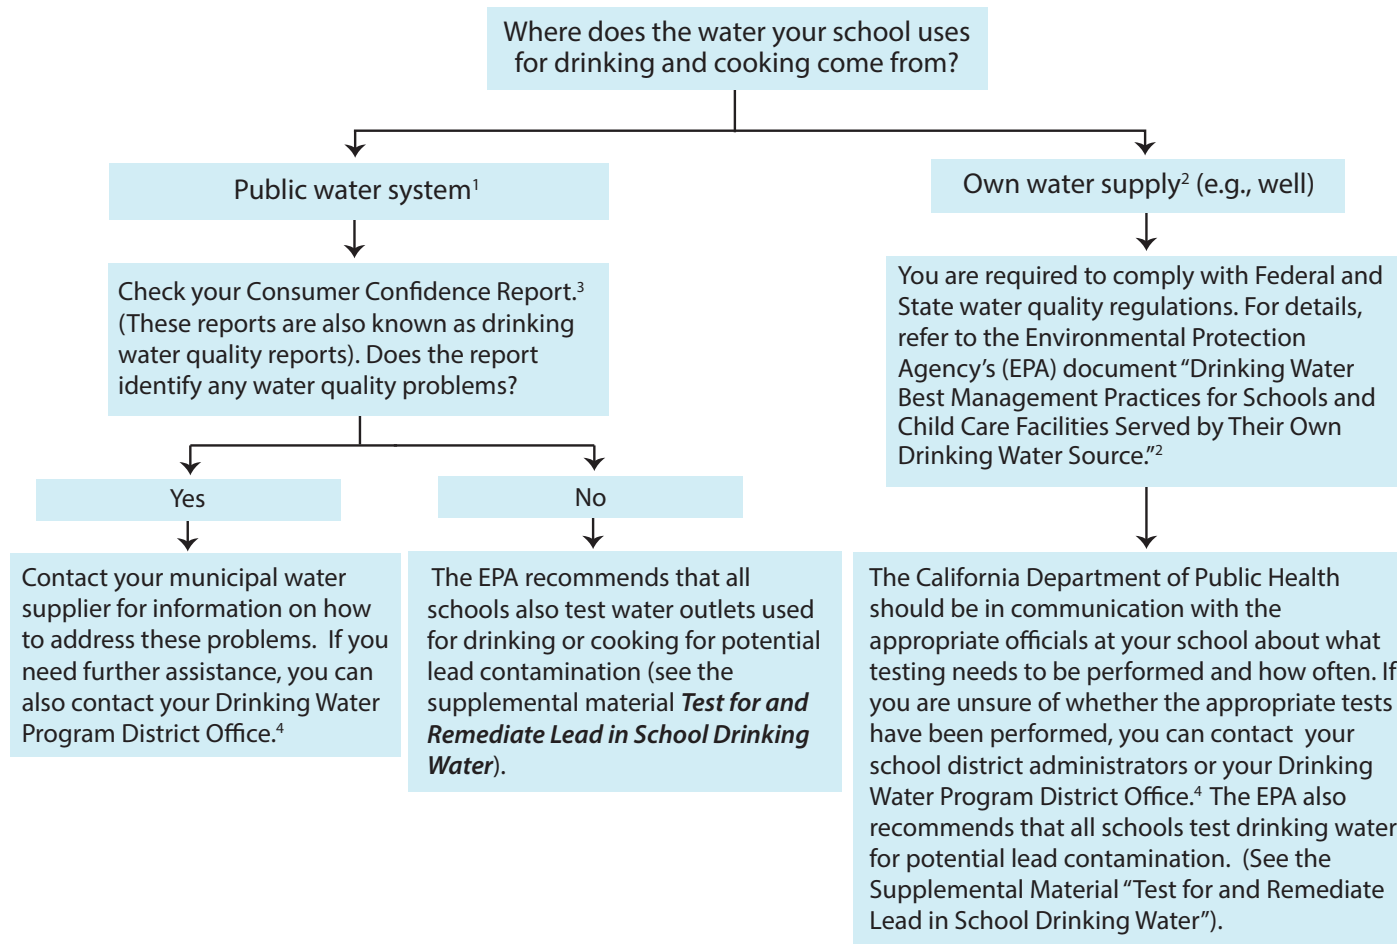 Where does the water your school uses
for drinking and cooking come from?
Public water system¹
Own water supply² (e.g., well)
Check your Consumer Confidence Report.³
(These reports are also known as drinking
water quality reports). Does the report
identify any water quality problems?
You are required to comply with Federal and
State water quality regulations. For details,
refer to the Environmental Protection
Agency’s (EPA) document “Drinking Water
Best Management Practices for Schools and
Child Care Facilities Served by Their Own
Drinking Water Source.”²
Yes
No
Contact your municipal water
supplier for information on how
to address these problems.  If you
need further assistance, you can
also contact your Drinking Water
Program District Office.⁴
The EPA recommends that all
schools also test water outlets used
for drinking or cooking for potential
lead contamination (see the
supplemental material Test for and
Remediate Lead in School Drinking
Water).
The California Department of Public Health
should be in communication with the
appropriate officials at your school about what
testing needs to be performed and how often. If
you are unsure of whether the appropriate tests
have been performed, you can contact  your
school district administrators or your Drinking
Water Program District Office.⁴ The EPA also
recommends that all schools test drinking water
for potential lead contamination.  (See the
Supplemental Material “Test for and Remediate
Lead in School Drinking Water”).